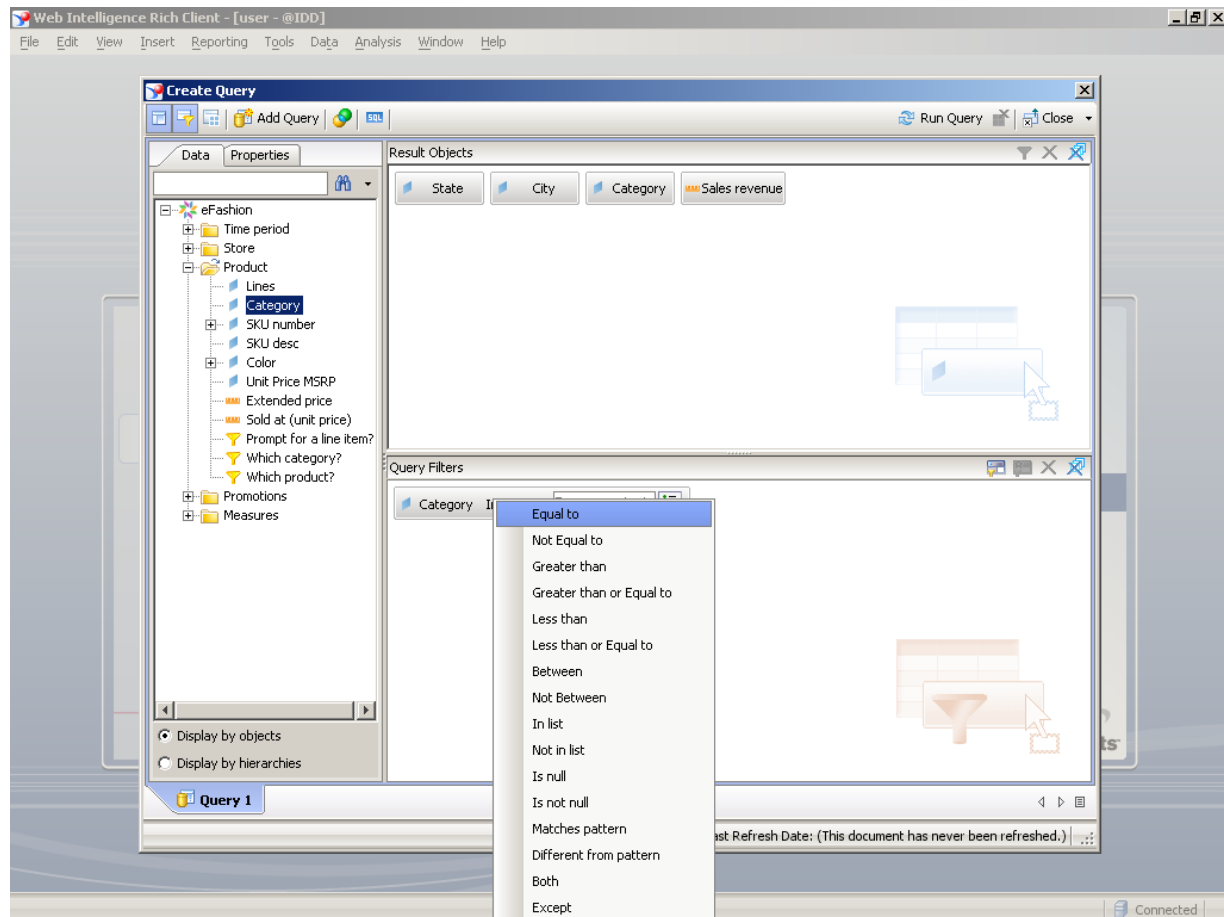 Web Intelligence Rich Client - [user - @IDD]
File Edit View Insert Reporting Tools Data Analysis Window Help
Create Query
Add Query SQL Run Query Close
Data Properties
eFashion
Time period
Store
Product
Lines
Category
SKU number
SKU desc
Color
Unit Price MSRP
Extended price
Sold at (unit price)
Prompt for a line item?
Which category?
Which product?
Promotions
Measures
Display by objects
Display by hierarchies
Result Objects
State City Category Sales revenue
Query Filters
Category
Equal to
Not Equal to
Greater than
Greater than or Equal to
Less than
Less than or Equal to
Between
Not Between
In list
Not in list
Is null
Is not null
Matches pattern
Different from pattern
Both
Except
Query 1
Refresh Date: (This document has never been refreshed.)
Connected